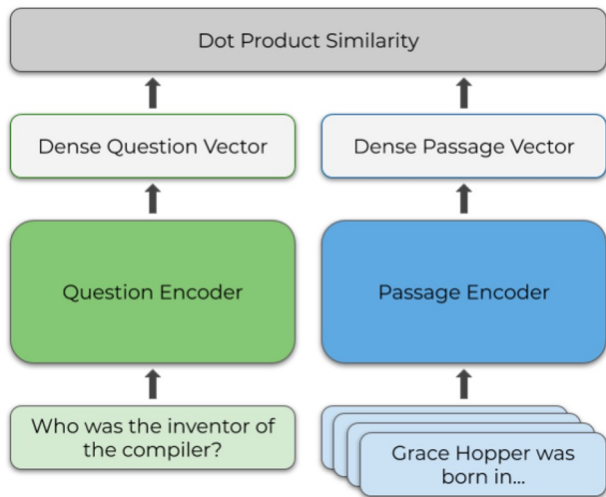 Dot Product Similarity
Dense Question Vector
Dense Passage Vector
Question Encoder
Passage Encoder
Who was the inventor of
the compiler?
Grace Hopper was
born in...